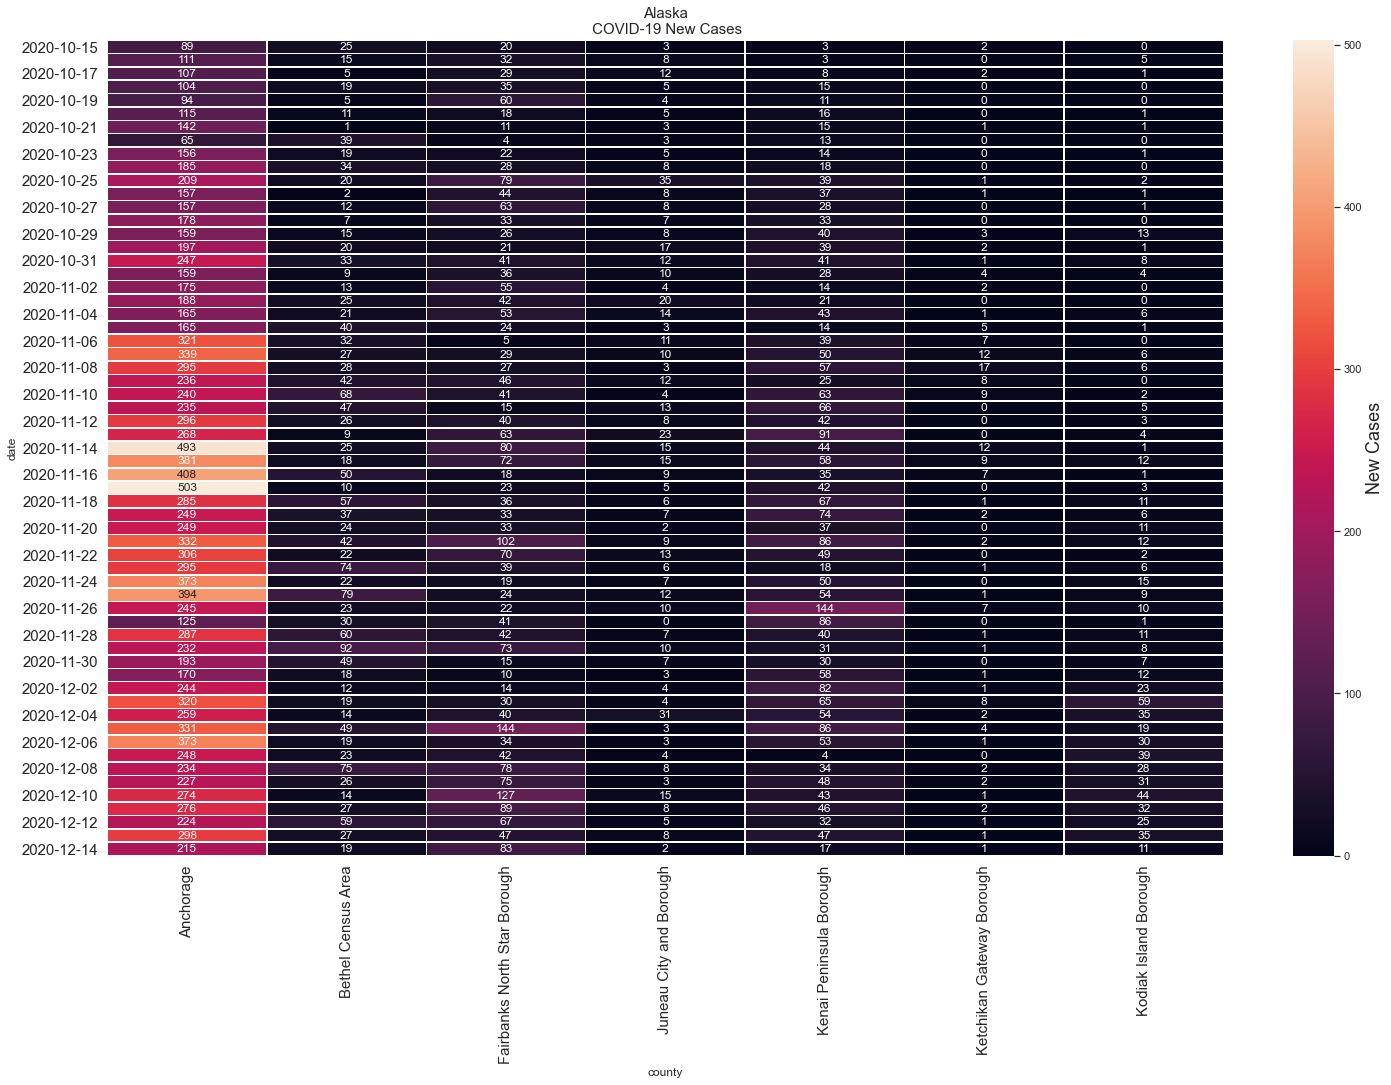 Alaska
COVID-19 New Cases
2020-10-15 89 25 20 3 3 2 0
111 15 32 8 3 0 5
2020-10-17 107 5 29 12 8 2 1
104 19 35 5 15 0 0
2020-10-19 94 5 60 4 11 0 0
115 11 18 5 16 0 1
2020-10-21 142 1 11 3 15 1 1
65 39 4 3 13 0 0
2020-10-23 156 19 22 5 14 0 1
185 34 28 8 18 0 0
2020-10-25 209 20 79 35 39 1 2
157 2 44 8 37 1 1
2020-10-27 157 12 63 8 28 0 1
178 7 33 7 33 0 0
2020-10-29 159 15 26 8 40 3 13
197 20 21 17 39 2 1
2020-10-31 247 33 41 12 41 1 8
159 9 36 10 28 4 4
2020-11-02 175 13 55 4 14 2 0
188 25 42 20 21 0 0
2020-11-04 165 21 53 14 43 1 6
165 40 24 3 14 5 1
2020-11-06 321 32 5 11 39 7 0
339 27 29 10 50 12 6
2020-11-08 295 28 27 3 57 17 6
236 42 46 12 25 8 0
2020-11-10 240 68 41 4 63 9 2
235 47 15 13 66 0 5
2020-11-12 296 26 40 8 42 0 3
268 9 63 23 91 0 4
2020-11-14 493 25 80 15 44 12 1
381 18 72 15 58 9 12
2020-11-16 408 50 18 9 35 7 1
503 10 23 5 42 0 3
2020-11-18 285 57 36 6 67 1 11
249 37 33 7 74 2 6
2020-11-20 249 24 33 2 37 0 11
332 42 102 9 86 2 12
2020-11-22 306 22 70 13 49 0 2
295 74 39 6 18 1 6
2020-11-24 373 22 19 7 50 0 15
394 79 24 12 54 1 9
2020-11-26 245 23 22 10 144 7 10
125 30 41 0 86 0 1
2020-11-28 287 60 42 7 40 1 11
232 92 73 10 31 1 8
2020-11-30 193 49 15 7 30 0 7
170 18 10 3 58 1 12
2020-12-02 244 12 14 4 82 1 23
320 19 30 4 65 8 59
2020-12-04 259 14 40 31 54 2 35
331 49 144 3 86 4 19
2020-12-06 373 19 34 3 53 1 30
248 23 42 4 4 0 39
2020-12-08 234 75 78 8 34 2 28
227 26 75 3 48 2 31
2020-12-10 274 14 127 15 43 1 44
276 27 89 8 46 2 32
2020-12-12 224 59 67 5 32 1 25
298 27 47 8 47 1 35
2020-12-14 215 19 83 2 17 1 11
date
Anchorage
Bethel Census Area
Fairbanks North Star Borough
Juneau City and Borough
Kenai Peninsula Borough
Ketchikan Gateway Borough
Kodiak Island Borough
county
500
400
300
200
100
0
New Cases